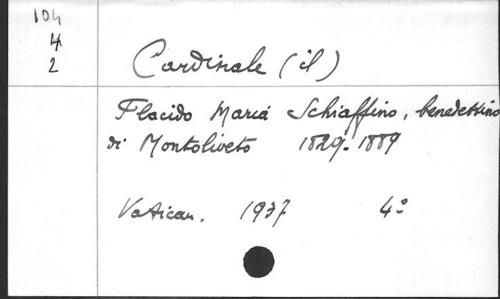 104
4
2
Cardinale (il)
Placido Maria Schiaffino, benedettino
di Montoliveto 1829-1889
Vatican. 1937 4°